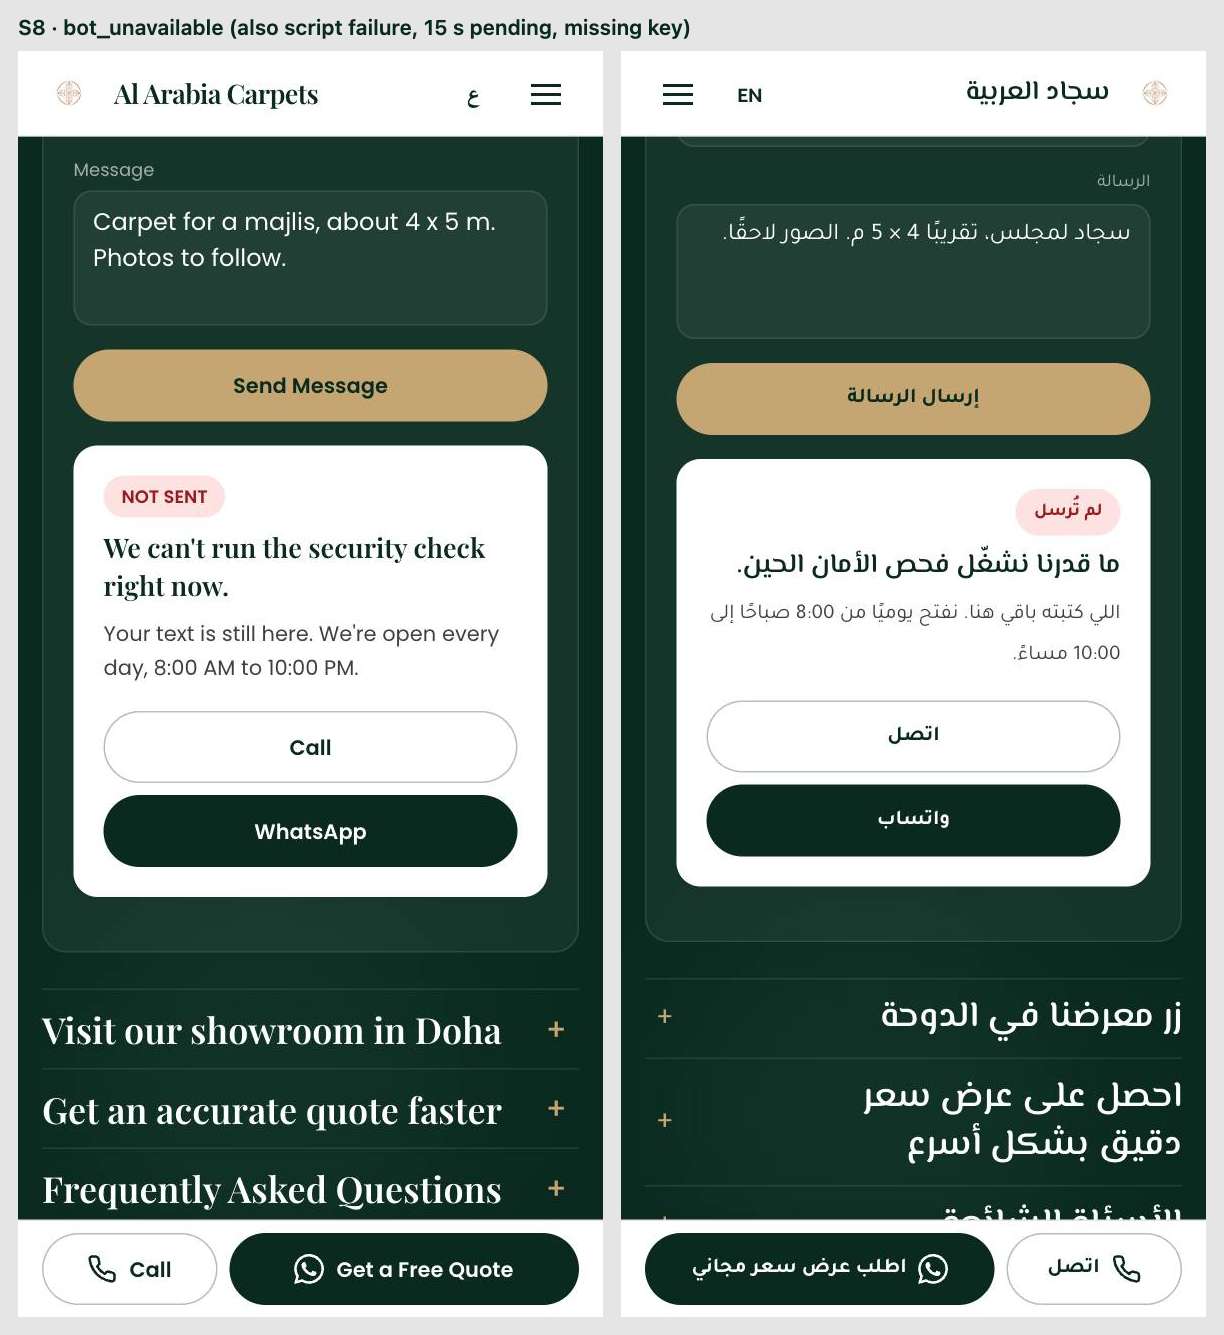 S8 · bot_unavailable (also script failure, 15 s pending, missing key)
Al Arabia Carpets
ع
Message
Carpet for a majlis, about 4 x 5 m.
Photos to follow.
Send Message
NOT SENT
We can't run the security check
right now.
Your text is still here. We're open every
day, 8:00 AM to 10:00 PM.
Call
WhatsApp
Visit our showroom in Doha
+
Get an accurate quote faster
+
Frequently Asked Questions
+
Call
Get a Free Quote
سجاد العربية
EN
الرسالة
سجاد لمجلس، تقريبًا 4 × 5 م. الصور لاحقًا.
إرسال الرسالة
لم تُرسل
ما قدرنا نشغّل فحص الأمان الحين.
اللي كتبته باقي هنا. نفتح يوميًا من 8:00 صباحًا إلى
10:00 مساءً.
اتصل
واتساب
زر معرضنا في الدوحة
+
احصل على عرض سعر
دقيق بشكل أسرع
+
الأسئلة الشائعة
اتصل
اطلب عرض سعر مجاني